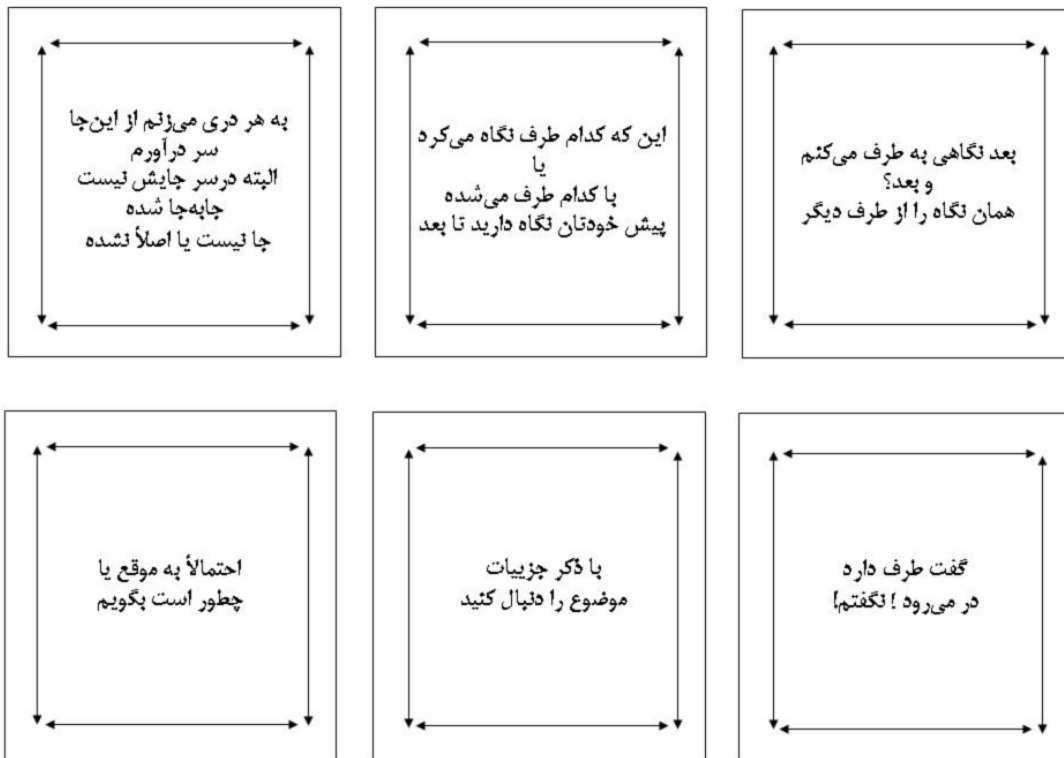 بعد نگاهی به طرف می‌کنم
و بعد؟
همان نگاه را از طرف دیگر
این که کدام طرف نگاه می‌کرد
یا
با کدام طرف می‌شده
پیش خودتان نگاه دارید تا بعد
به هر دری می‌زنم از این‌جا
سر درآورم
البته درسر جایش نیست
جابه‌جا شده
جا نیست یا اصلأ نشده
گفت طرف دارد
در می‌رود ! نگفتم!
با ذکر جزییات
موضوع را دنبال کنید
احتمالأ به موقع یا
چطور است بگویم